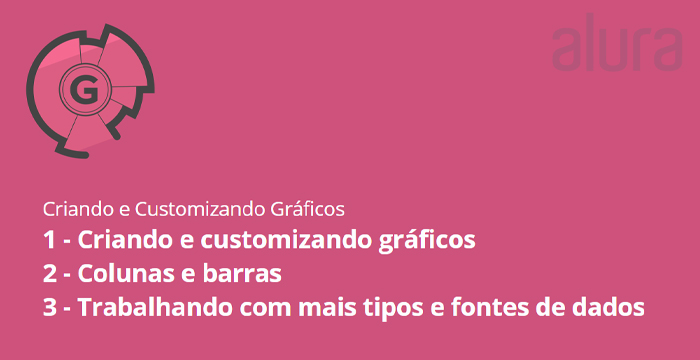 alura
G
Criando e Customizando Gráficos
1 - Criando e customizando gráficos
2 - Colunas e barras
3 - Trabalhando com mais tipos e fontes de dados